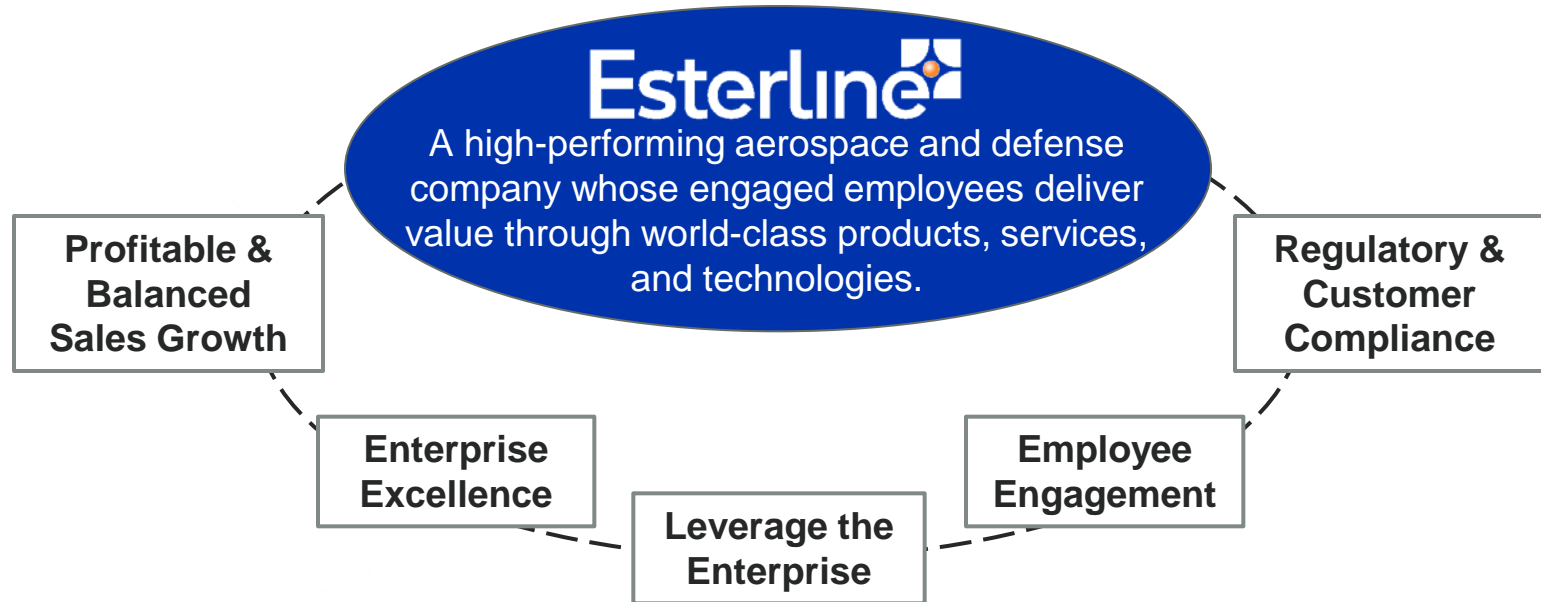 Esterline
A high-performing aerospace and defense
company whose engaged employees deliver
value through world-class products, services,
and technologies.
Profitable &
Balanced
Sales Growth
Enterprise
Excellence
Leverage the
Enterprise
Employee
Engagement
Regulatory &
Customer
Compliance